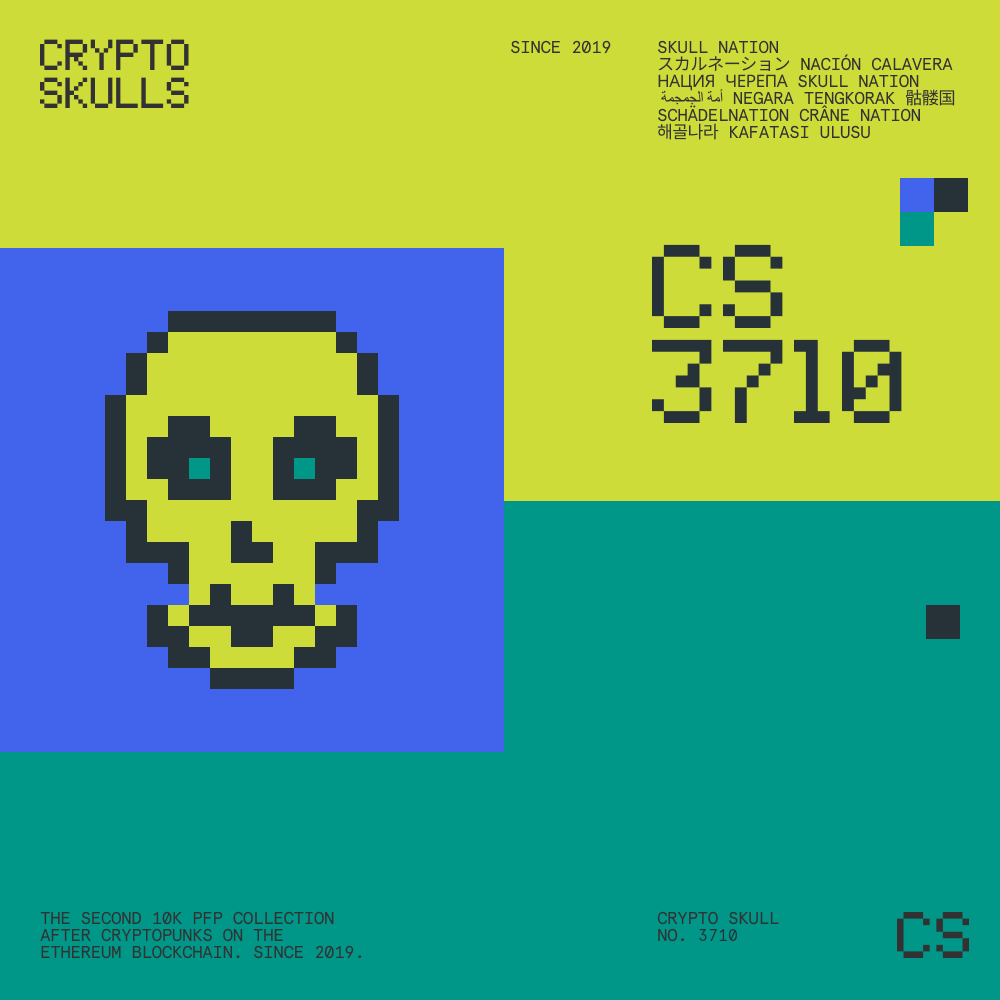 CRYPTO
SKULLS
SINCE 2019
SKULL NATION
スカルネーション NACIÓN CALAVERA
НАЦИЯ ЧЕРЕПА SKULL NATION
أمة الجمجمة NEGARA TENGKORAK 骷髅国
SCHÄDELNATION CRÂNE NATION
해골나라 KAFATASI ULUSU
CS
3710
THE SECOND 10K PFP COLLECTION
AFTER CRYPTOPUNKS ON THE
ETHEREUM BLOCKCHAIN. SINCE 2019.
CRYPTO SKULL
NO. 3710
CS